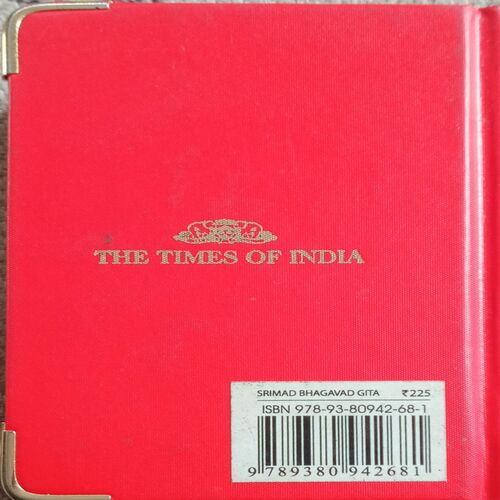 THE TIMES OF INDIA
SRIMAD BHAGAVAD GITA ₹225
ISBN 978-93-80942-68-1
9 789380 942681